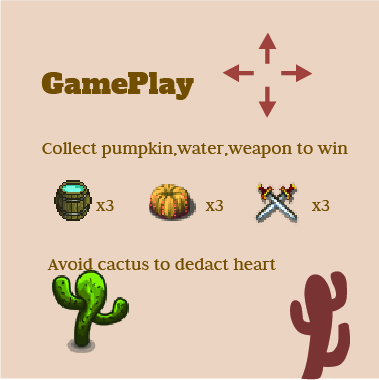 GamePlay
Collect pumpkin,water,weapon to win
x3 x3 x3
Avoid cactus to dedact heart